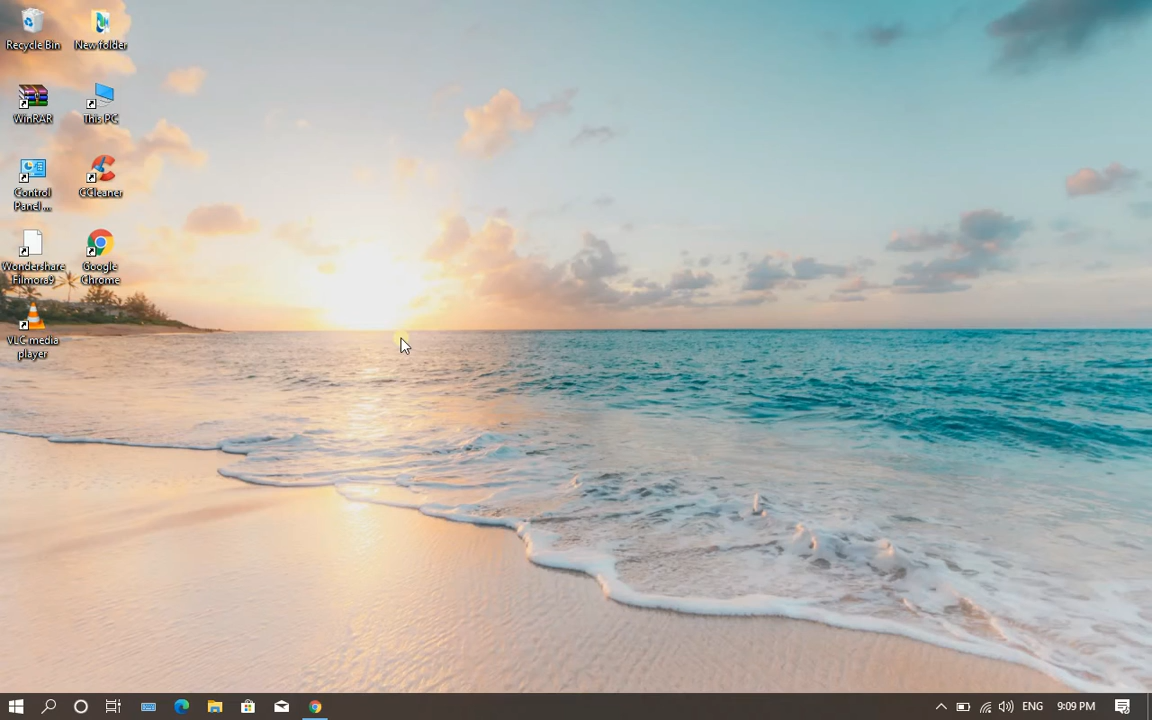 Recycle Bin
New folder
WinRAR
This PC
Control
Panel ...
CCleaner
Wondershare
Filmora9
Google
Chrome
VLC media
player
ENG
9:09 PM